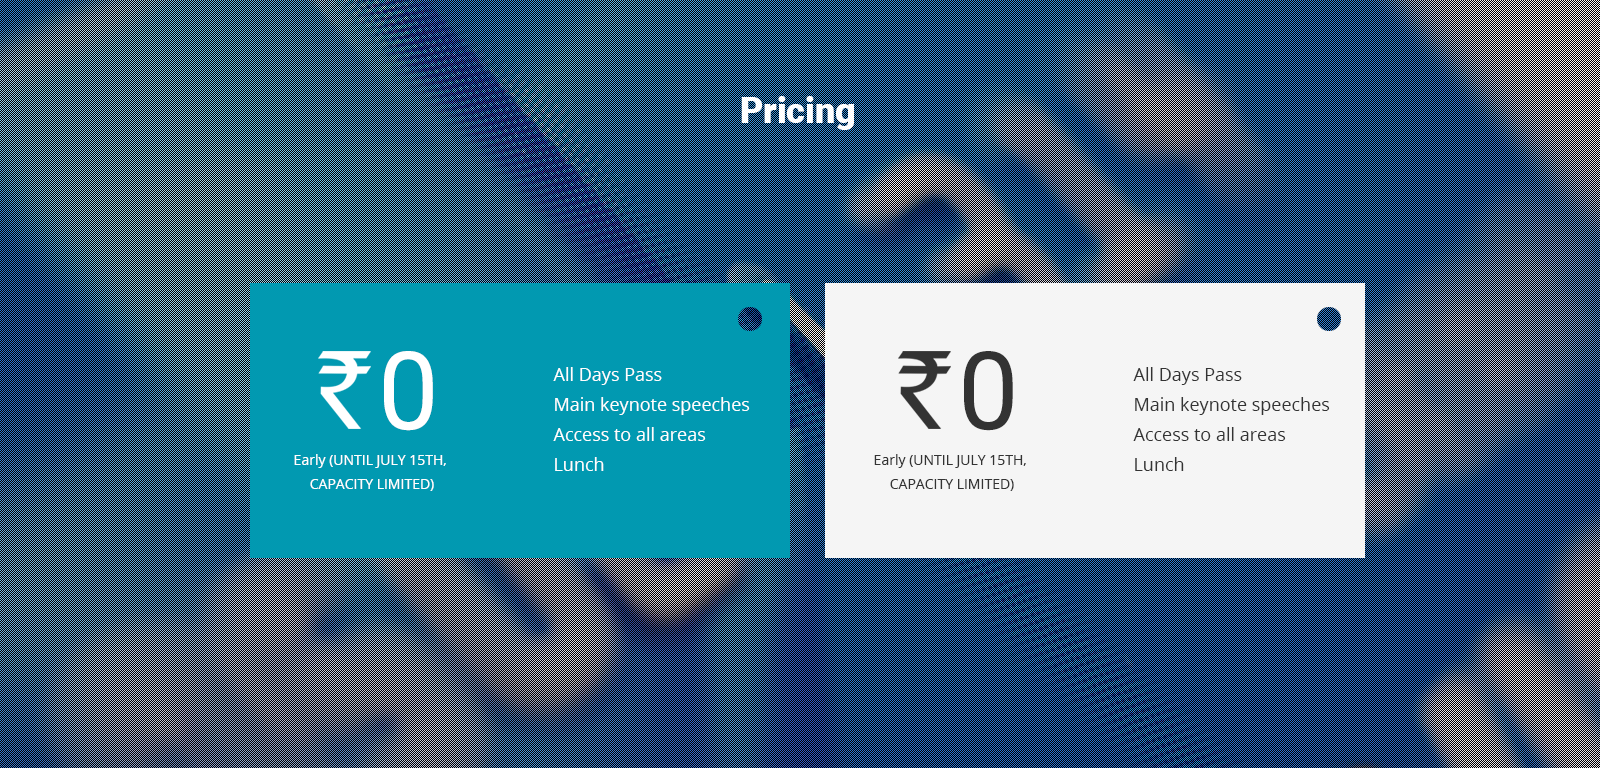 Pricing
₹0
Early (UNTIL JULY 15TH,
CAPACITY LIMITED)
All Days Pass
Main keynote speeches
Access to all areas
Lunch
₹0
Early (UNTIL JULY 15TH,
CAPACITY LIMITED)
All Days Pass
Main keynote speeches
Access to all areas
Lunch